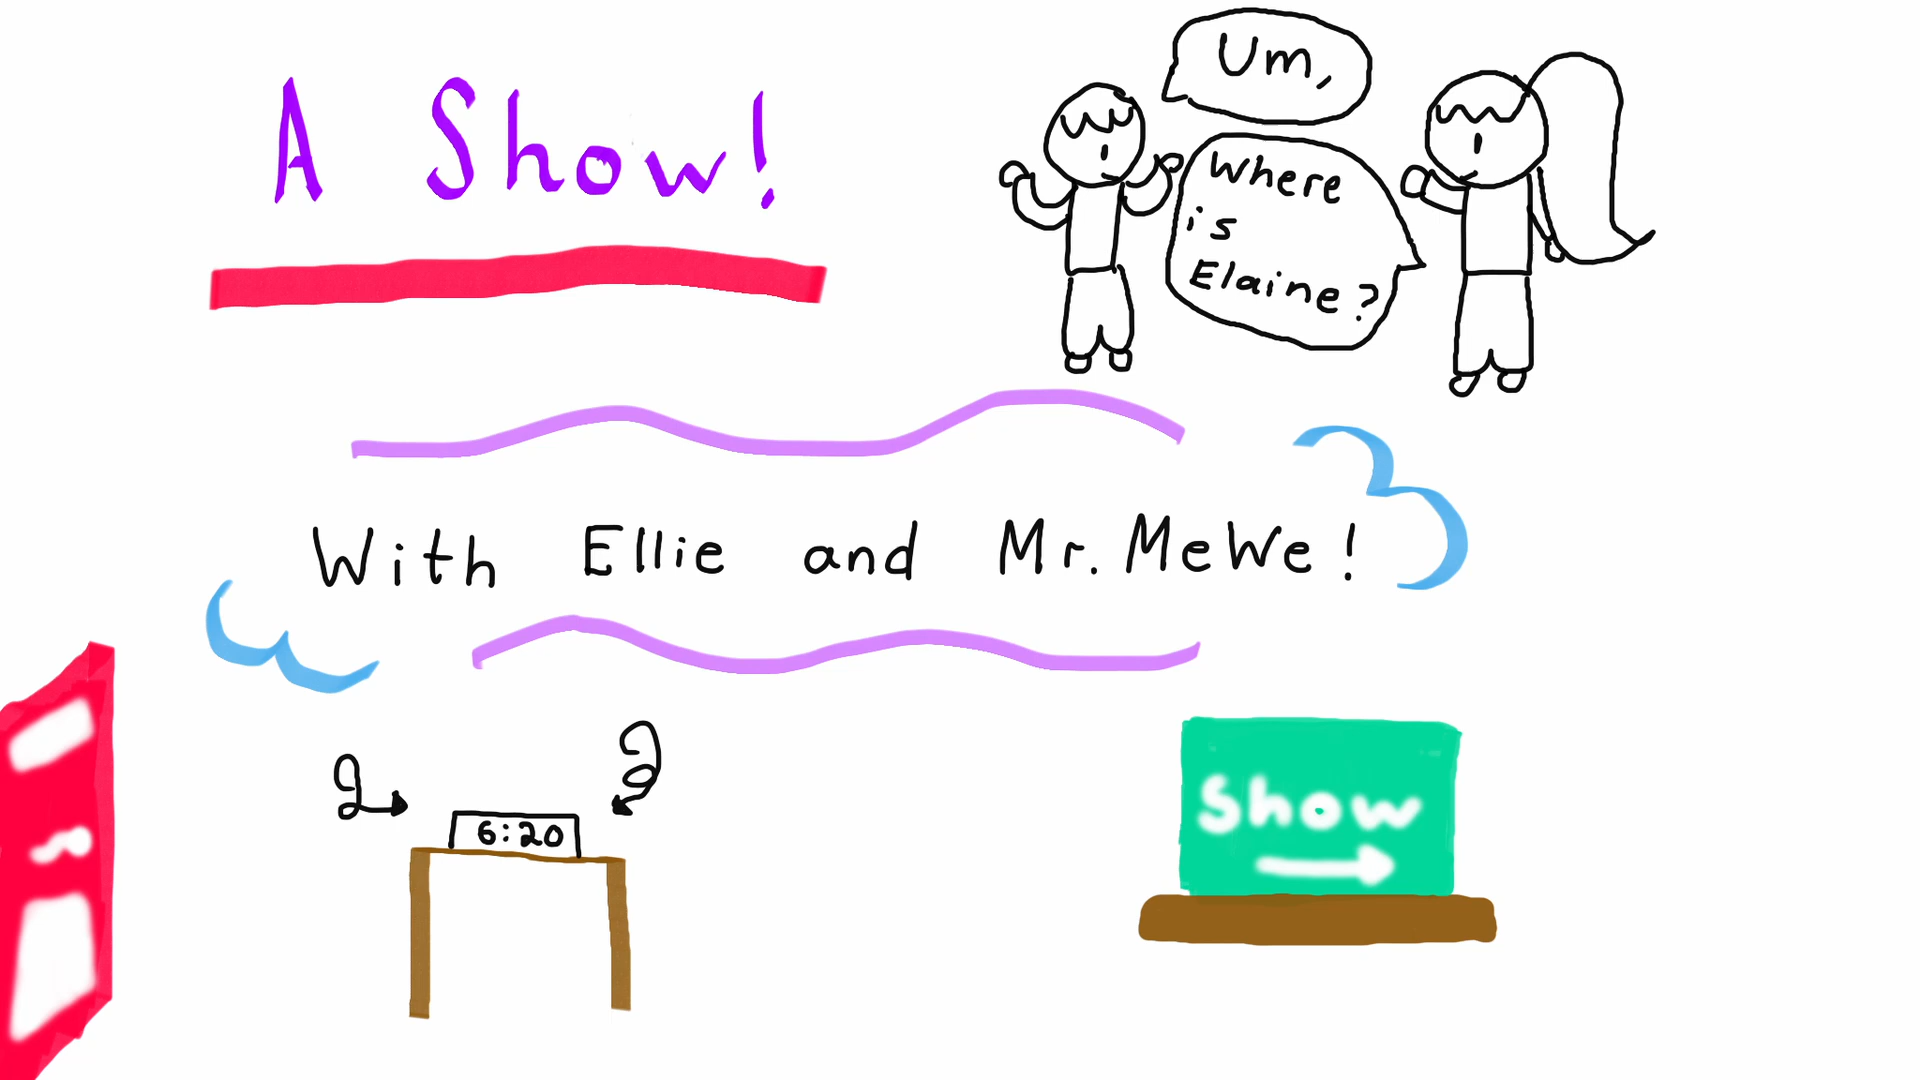 A Show!
Um,
Where
is
Elaine?
With Ellie and Mr. MeWe!
6:20
Show